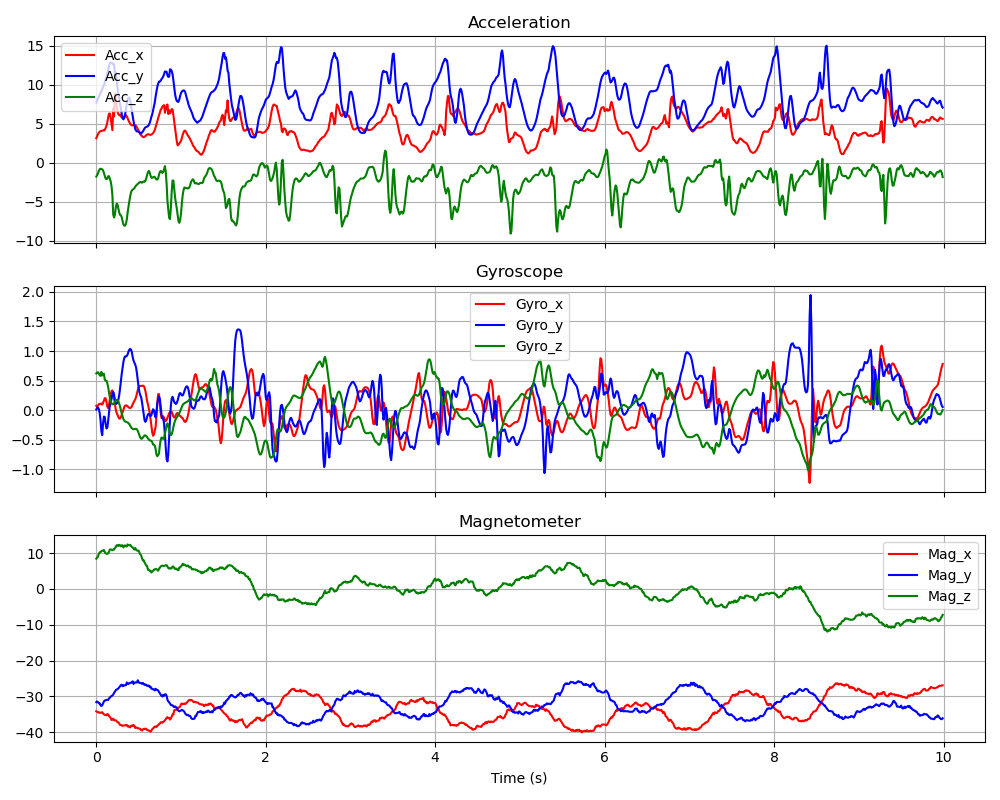 Acceleration
15
10
5
0
−5
−10
Acc_x
Acc_y
Acc_z
Gyroscope
2.0
1.5
1.0
0.5
0.0
−0.5
−1.0
Gyro_x
Gyro_y
Gyro_z
Magnetometer
10
0
−10
−20
−30
−40
Mag_x
Mag_y
Mag_z
0 2 4 6 8 10
Time (s)